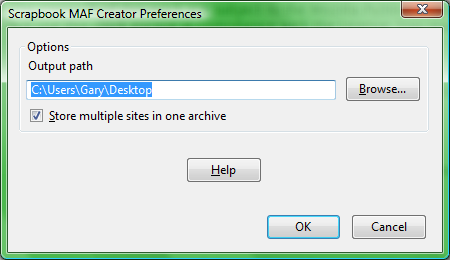 Scrapbook MAF Creator Preferences
Options
Output path
C:\Users\Gary\Desktop
Browse...
Store multiple sites in one archive
Help
OK
Cancel